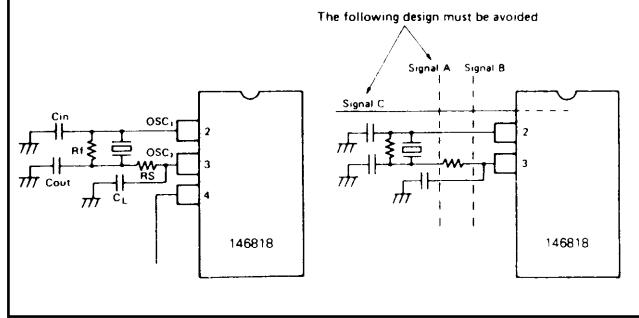 The following design must be avoided
Signal A Signal B
Signal C
Cin
OSC₁
2
Rf
OSC₂
3
Cout
RS
CL
4
146818
2
3
146818